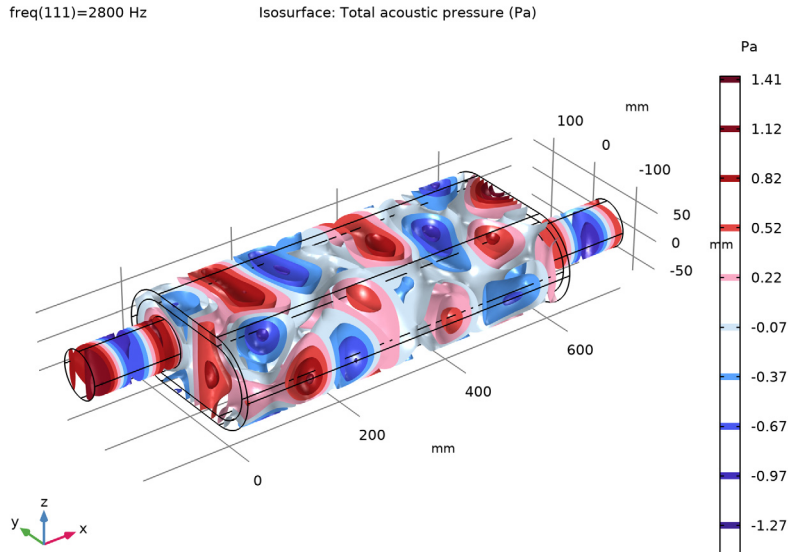 freq(111)=2800 Hz
Isosurface: Total acoustic pressure (Pa)
Pa
1.41
1.12
0.82
0.52
0.22
-0.07
-0.37
-0.67
-0.97
-1.27
mm
100
0
-100
50
0
mm
-50
600
400
200
mm
0
z
y
x